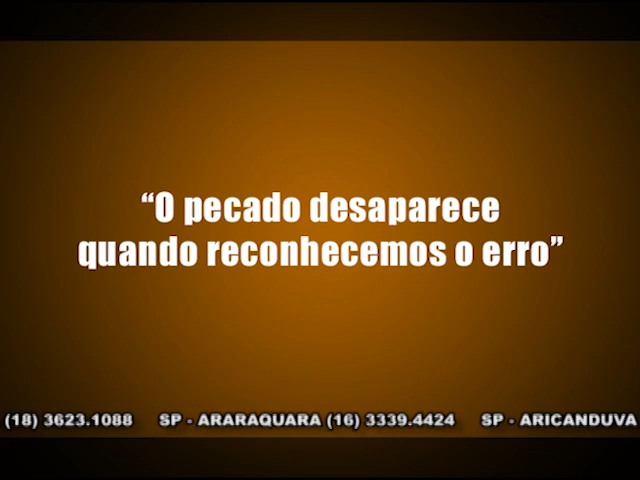 “O pecado desaparece
quando reconhecemos o erro”
(18) 3623.1088 SP - ARARAQUARA (16) 3339.4424 SP - ARICANDUVA